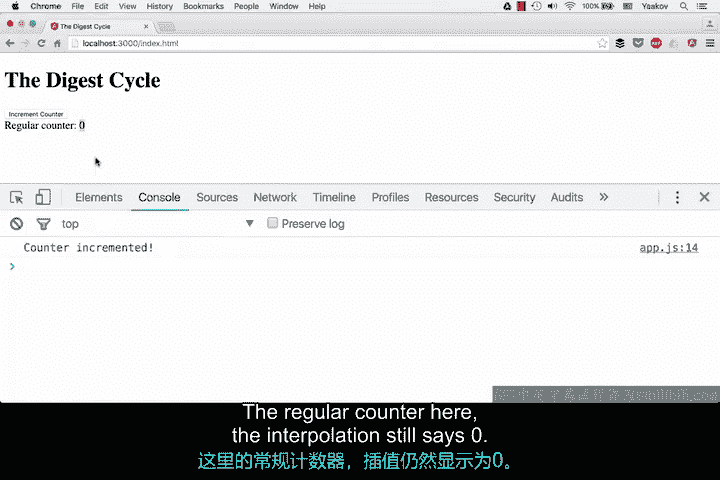 Chrome File Edit View History Bookmarks People Window Help 100% Yaakov
The Digest Cycle
localhost:3000/index.html
The Digest Cycle
Increment Counter
Regular counter: 0
Elements Console Sources Network Timeline Profiles Resources Security Audits
top Preserve log
Counter incremented! app.js:14
The regular counter here,
the interpolation still says 0.
这里的常规计数器，插值仍然显示为0。